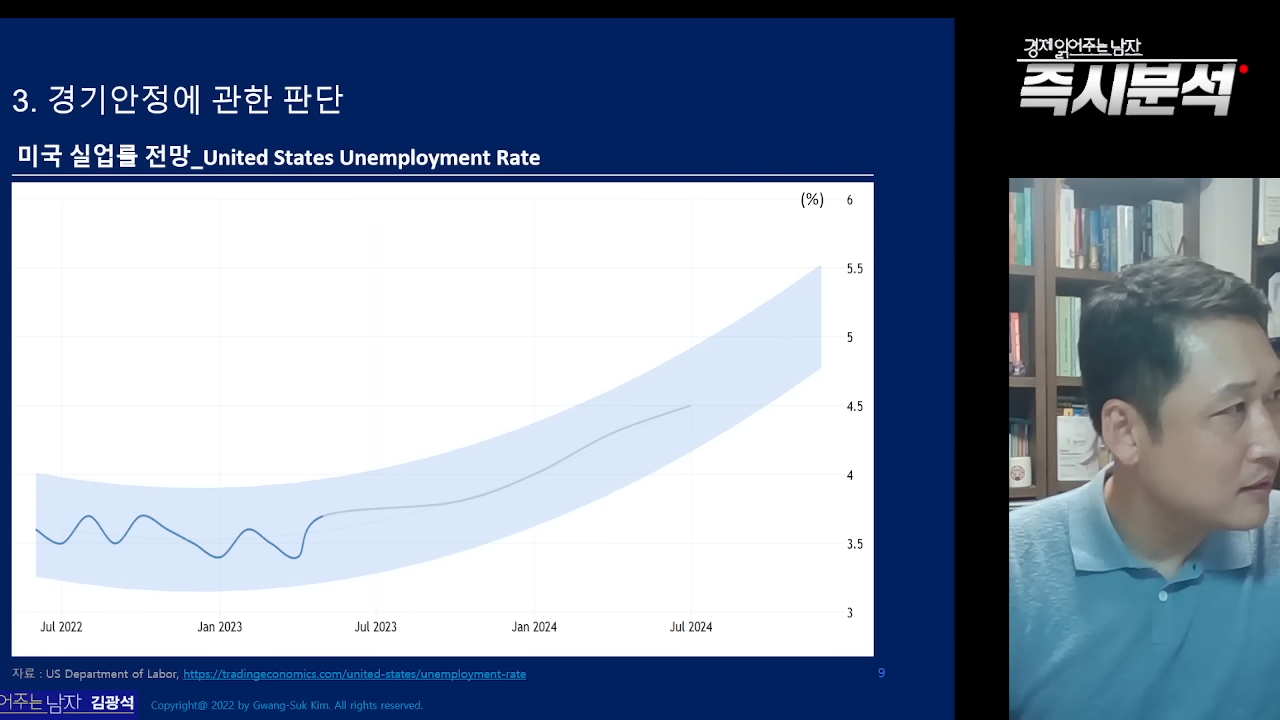 경제 읽어주는 남자
즉시분석
3. 경기안정에 관한 판단
미국 실업률 전망_United States Unemployment Rate
(%)
6
5.5
5
4.5
4
3.5
3
Jul 2022 Jan 2023 Jul 2023 Jan 2024 Jul 2024
자료 : US Department of Labor, https://tradingeconomics.com/united-states/unemployment-rate
9
어주는 남자 김광석 Copyright@ 2022 by Gwang-Suk Kim. All rights reserved.